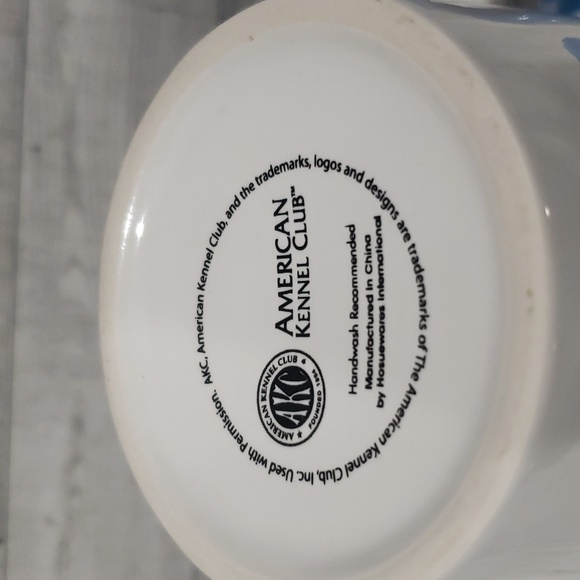 AKC, American Kennel Club, and the trademarks, logos and designs are trademarks of The American Kennel Club, Inc. Used with Permission.
AMERICAN KENNEL CLUB
AKC
FOUNDED 1884
AMERICAN
KENNEL CLUB™
Handwash Recommended
Manufactured In China
by Hosuewares International